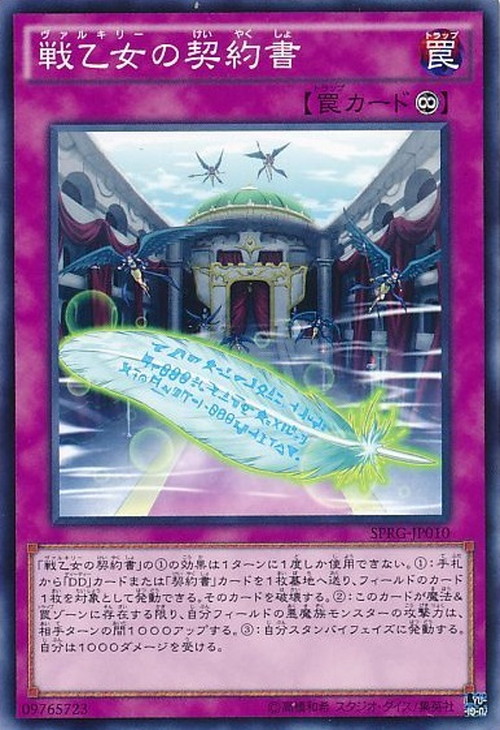 ヴァルキリー けいやくしょ
戦乙女の契約書
トラップ
罠
トラップ
【罠カード】
SPRG-JP010
「戦乙女の契約書」の①の効果は1ターンに1度しか使用できない。①:手札
から「DD」カードまたは「契約書」カードを1枚墓地へ送り、フィールドのカード
1枚を対象として発動できる。そのカードを破壊する。②:このカードが魔法&
罠ゾーンに存在する限り、自分フィールドの悪魔族モンスターの攻撃力は、
相手ターンの間1000アップする。③:自分スタンバイフェイズに発動する。
自分は1000ダメージを受ける。
09765723
©高橋和希 スタジオ・ダイス/集英社